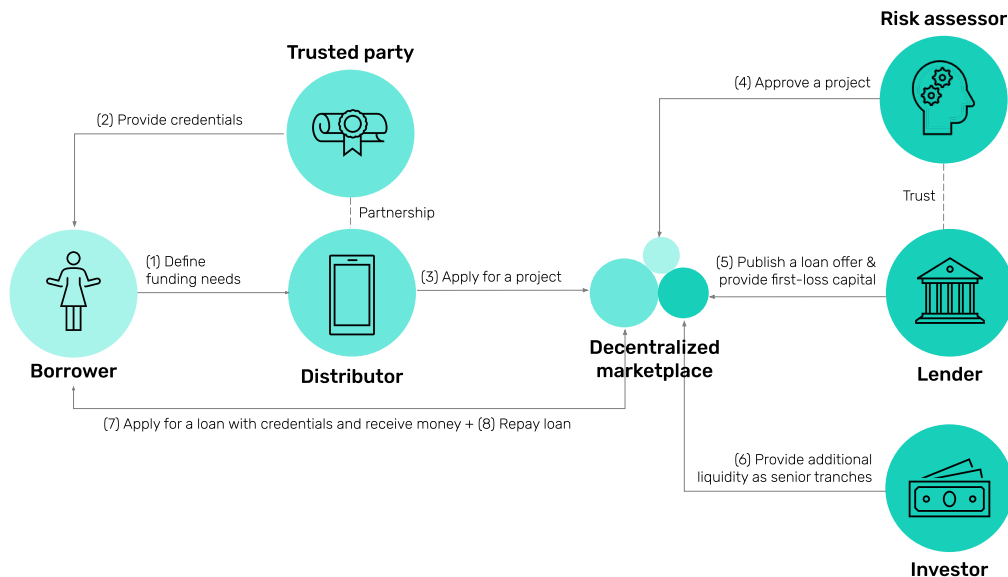 Risk assessor
Trusted party
(4) Approve a project
(2) Provide credentials
Trust
Partnership
(1) Define
funding needs
(3) Apply for a project
(5) Publish a loan offer &
provide first-loss capital
Decentralized
marketplace
Borrower
Distributor
Lender
(7) Apply for a loan with credentials and receive money + (8) Repay loan
(6) Provide additional
liquidity as senior tranches
Investor